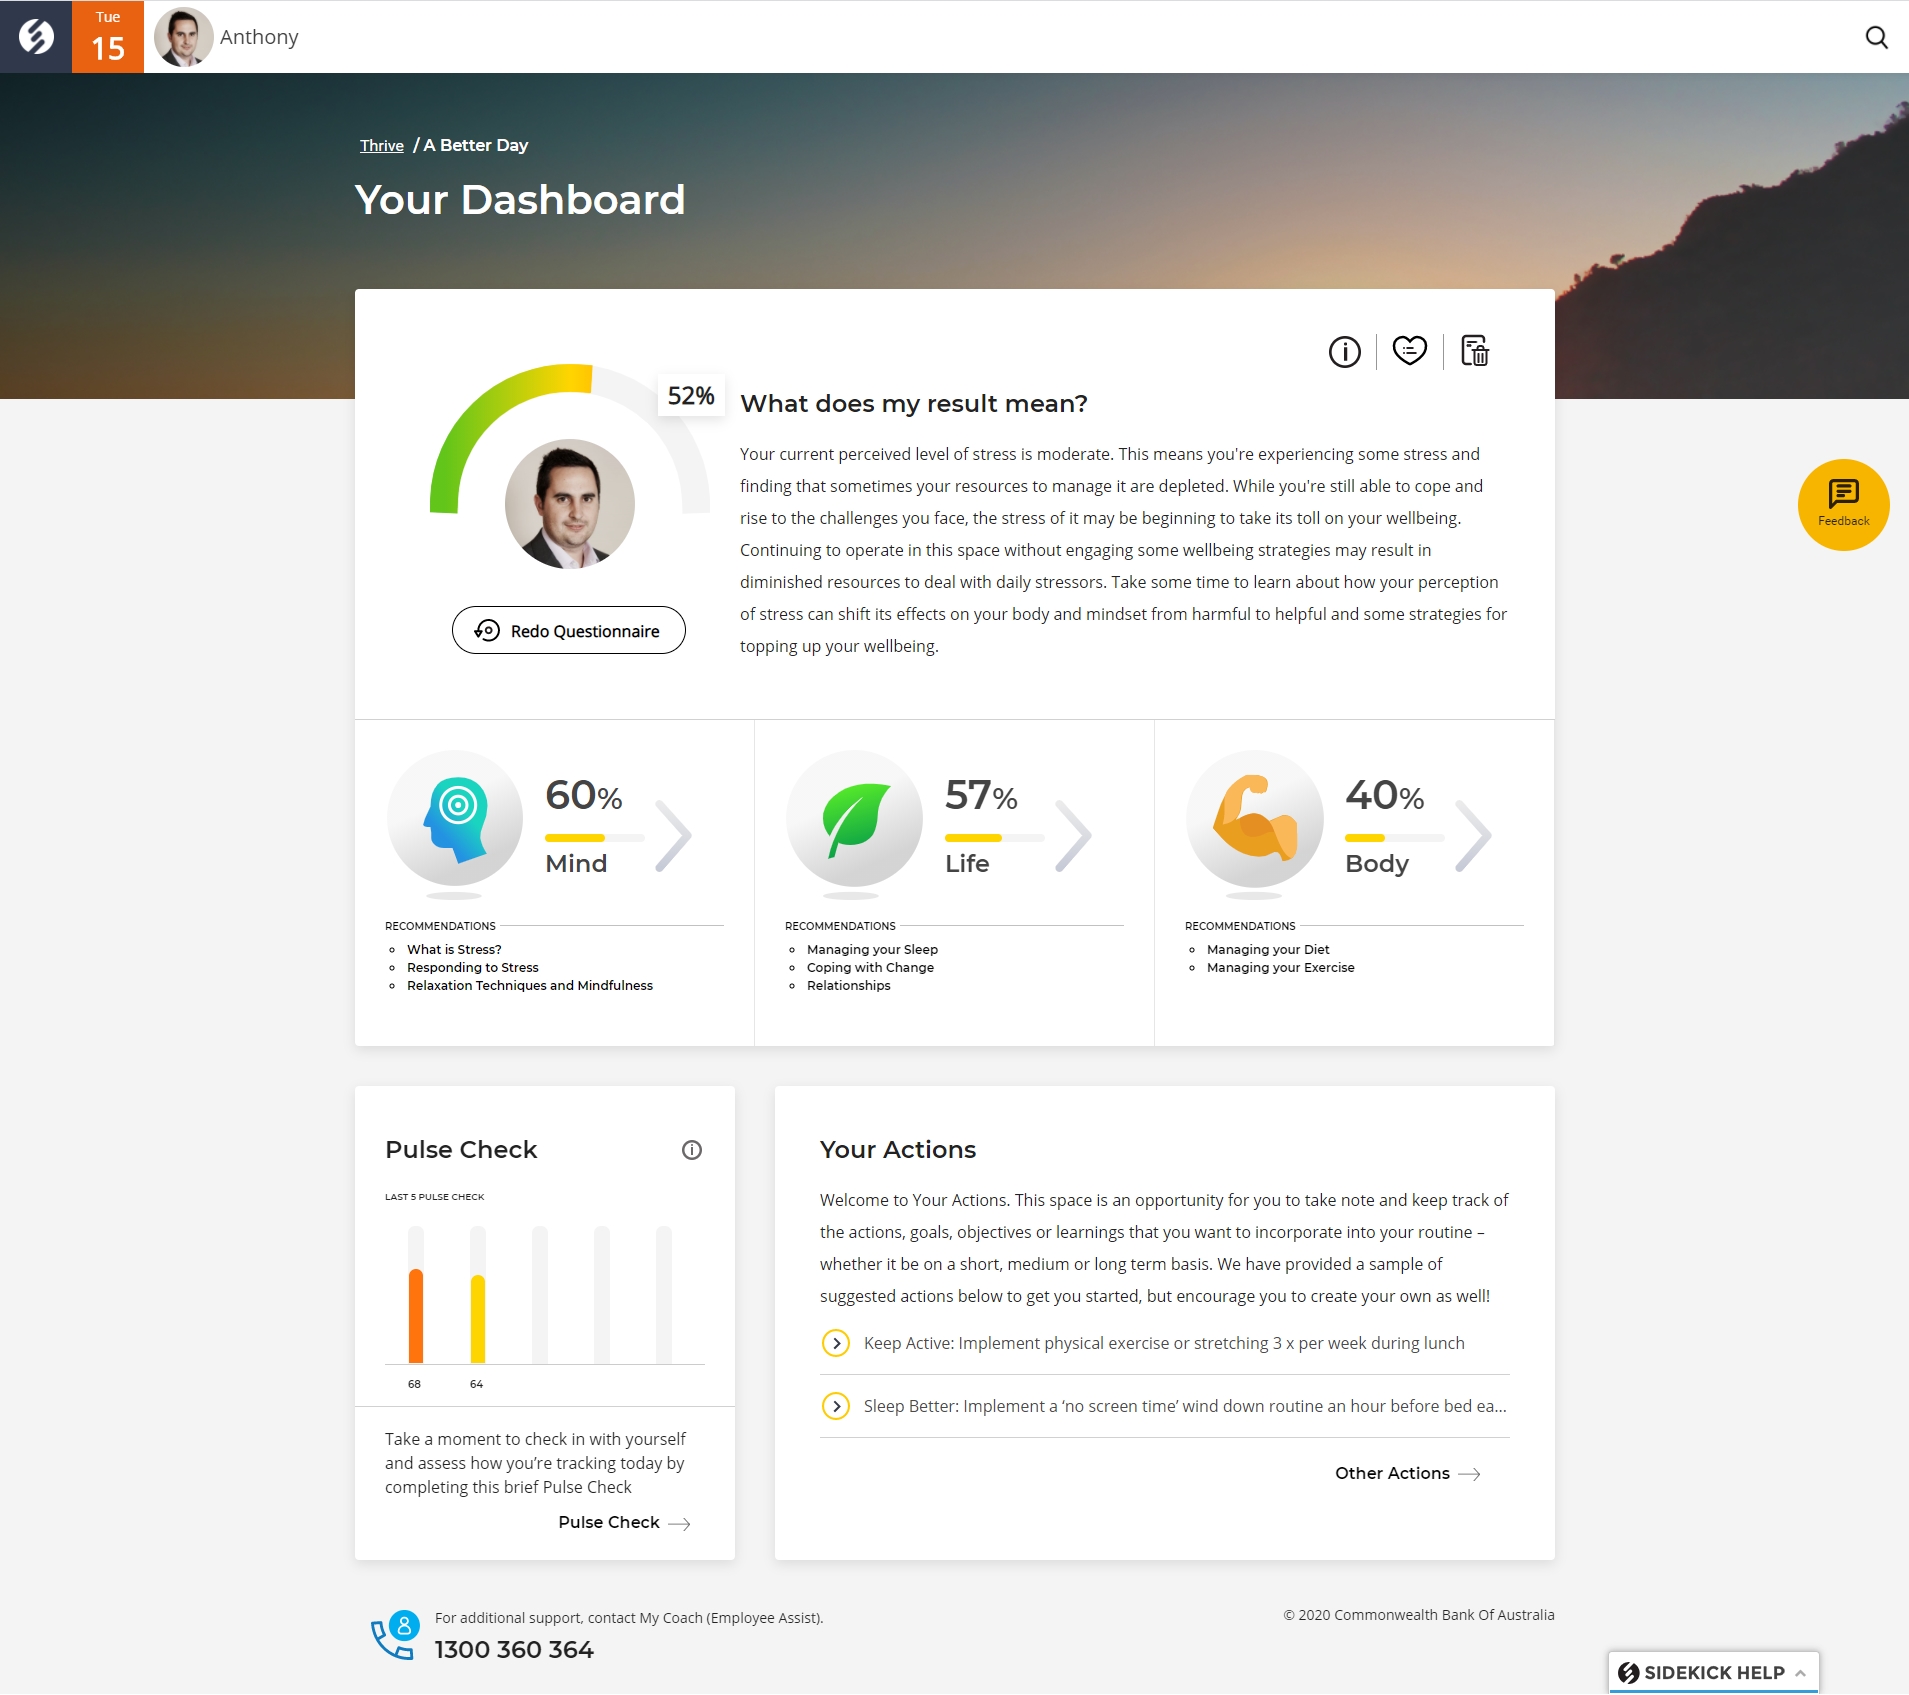 Tue
15
Anthony
Thrive / A Better Day
Your Dashboard
52%
What does my result mean?
Your current perceived level of stress is moderate. This means you're experiencing some stress and
finding that sometimes your resources to manage it are depleted. While you're still able to cope and
rise to the challenges you face, the stress of it may be beginning to take its toll on your wellbeing.
Continuing to operate in this space without engaging some wellbeing strategies may result in
diminished resources to deal with daily stressors. Take some time to learn about how your perception
of stress can shift its effects on your body and mindset from harmful to helpful and some strategies for
topping up your wellbeing.
Redo Questionnaire
Feedback
60%
Mind
RECOMMENDATIONS
What is Stress?
Responding to Stress
Relaxation Techniques and Mindfulness
57%
Life
RECOMMENDATIONS
Managing your Sleep
Coping with Change
Relationships
40%
Body
RECOMMENDATIONS
Managing your Diet
Managing your Exercise
Pulse Check
LAST 5 PULSE CHECK
68 64
Take a moment to check in with yourself
and assess how you’re tracking today by
completing this brief Pulse Check
Pulse Check
Your Actions
Welcome to Your Actions. This space is an opportunity for you to take note and keep track of
the actions, goals, objectives or learnings that you want to incorporate into your routine –
whether it be on a short, medium or long term basis. We have provided a sample of
suggested actions below to get you started, but encourage you to create your own as well!
Keep Active: Implement physical exercise or stretching 3 x per week during lunch
Sleep Better: Implement a ‘no screen time’ wind down routine an hour before bed ea...
Other Actions
For additional support, contact My Coach (Employee Assist).
1300 360 364
© 2020 Commonwealth Bank Of Australia
SIDEKICK HELP